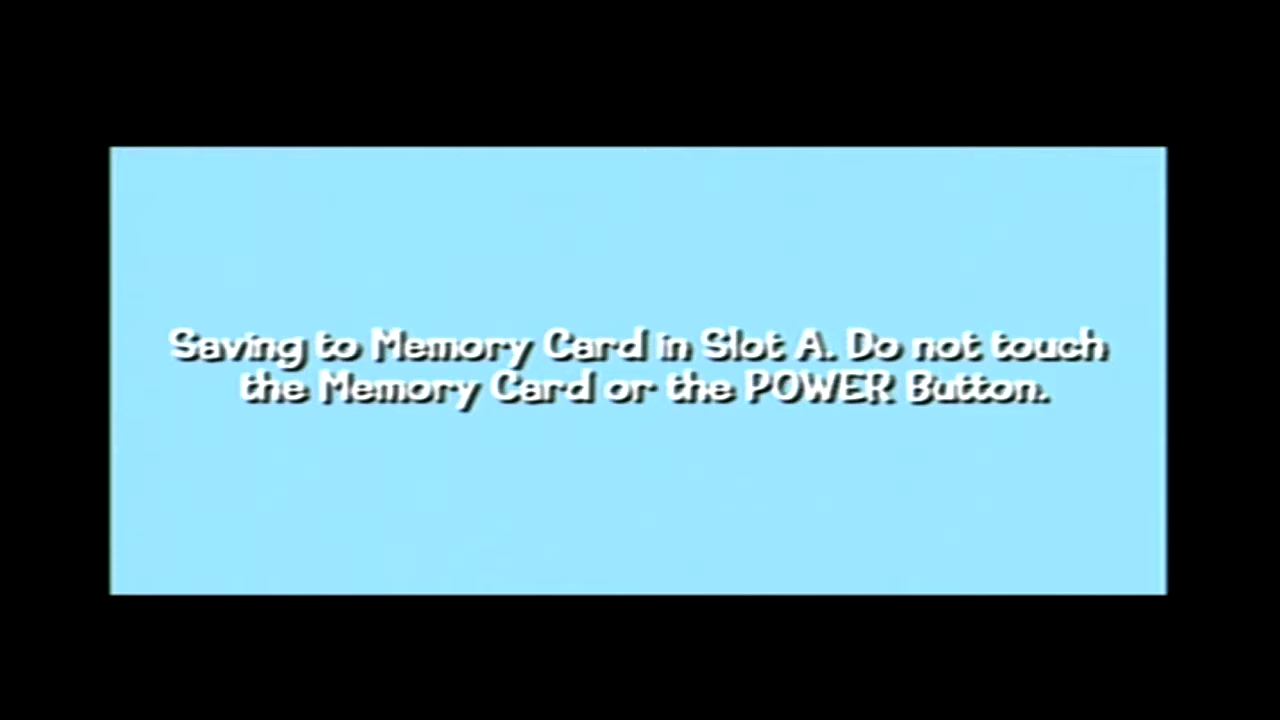 Saving to Memory Card in Slot A. Do not touch
the Memory Card or the POWER Button.